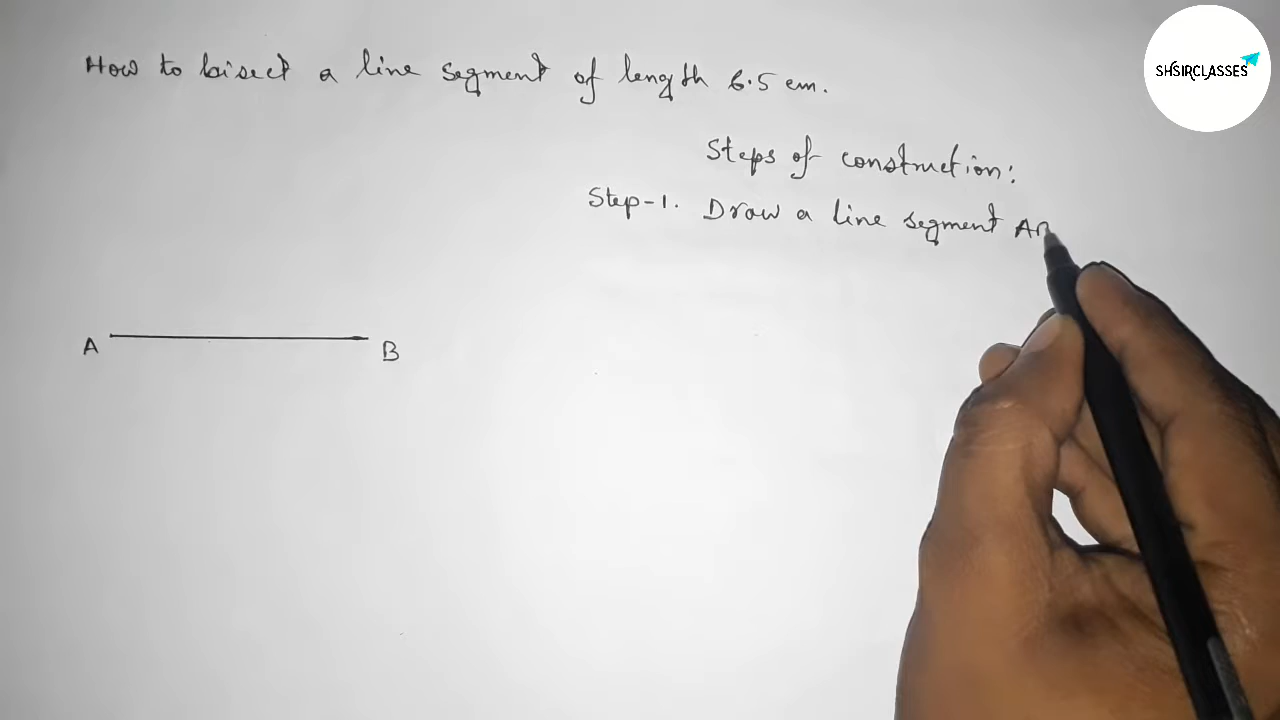 How to bisect a line segment of length 6.5 cm.
SHSIRCLASSES
Steps of construction:
Step-1. Draw a line segment AB
A B